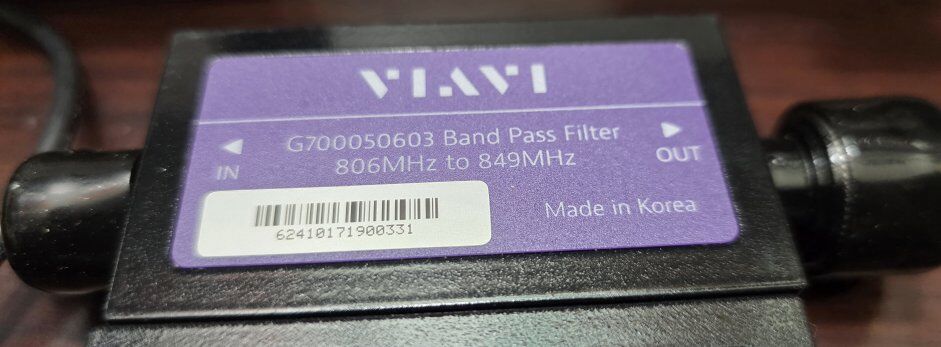 VIAVI
G700050603 Band Pass Filter
806MHz to 849MHz
IN
OUT
62410171900331
Made in Korea